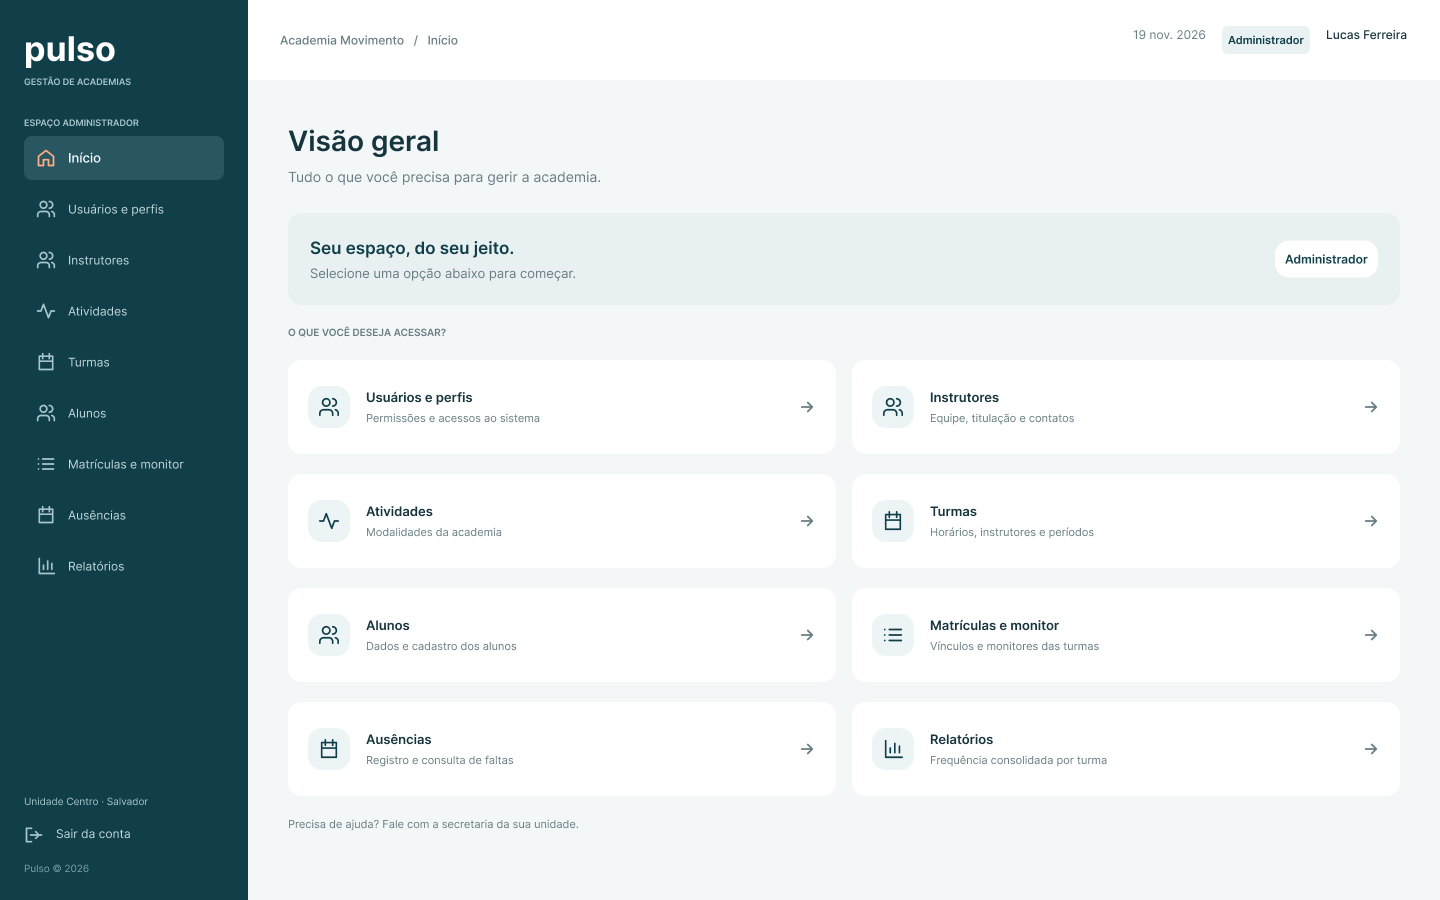 pulso
GESTÃO DE ACADEMIAS
ESPAÇO ADMINISTRADOR
Início
Usuários e perfis
Instrutores
Atividades
Turmas
Alunos
Matrículas e monitor
Ausências
Relatórios
Unidade Centro · Salvador
Sair da conta
Pulso © 2026
Academia Movimento / Início
19 nov. 2026
Administrador
Lucas Ferreira
Visão geral
Tudo o que você precisa para gerir a academia.
Seu espaço, do seu jeito.
Selecione uma opção abaixo para começar.
Administrador
O QUE VOCÊ DESEJA ACESSAR?
Usuários e perfis
Permissões e acessos ao sistema
Instrutores
Equipe, titulação e contatos
Atividades
Modalidades da academia
Turmas
Horários, instrutores e períodos
Alunos
Dados e cadastro dos alunos
Matrículas e monitor
Vínculos e monitores das turmas
Ausências
Registro e consulta de faltas
Relatórios
Frequência consolidada por turma
Precisa de ajuda? Fale com a secretaria da sua unidade.